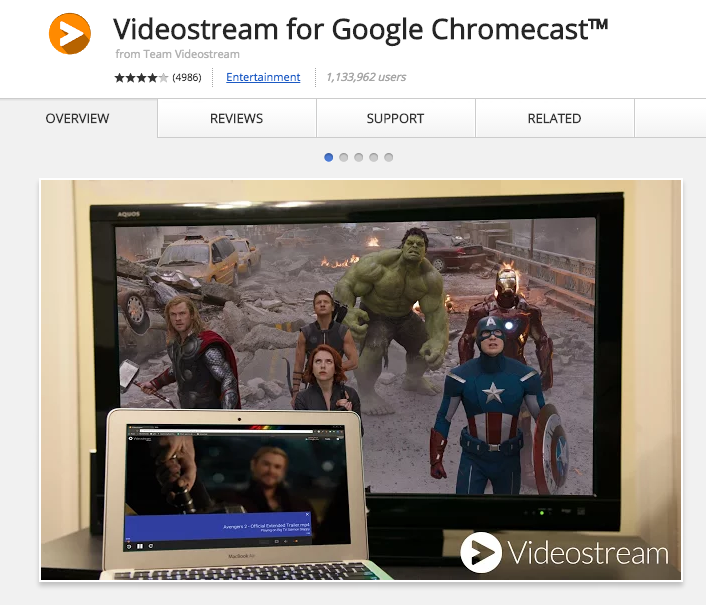 Videostream for Google Chromecast™
from Team Videostream
(4986)
Entertainment
1,133,962 users
OVERVIEW
REVIEWS
SUPPORT
RELATED
AQUOS
Avengers 2 - Official Extended Trailer.mp4
MacBook Air
Videostream